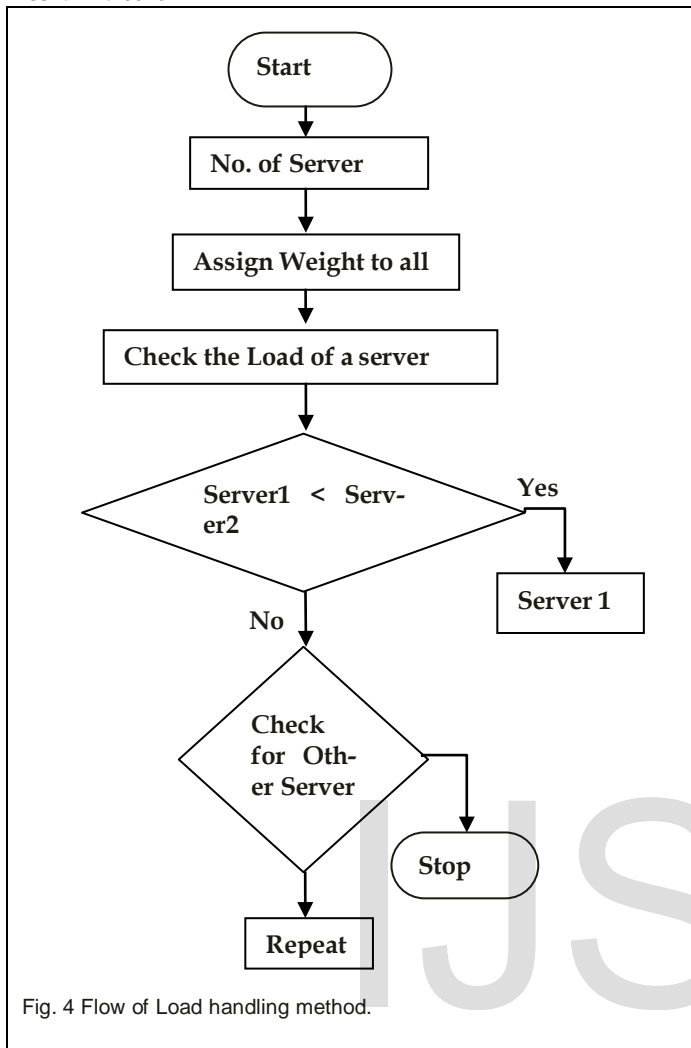 Start
No. of Server
Assign Weight to all
Check the Load of a server
Server1 < Serv-
er2
Yes
Server 1
No
Check
for Oth-
er Server
Stop
Repeat
IJS
Fig. 4 Flow of Load handling method.